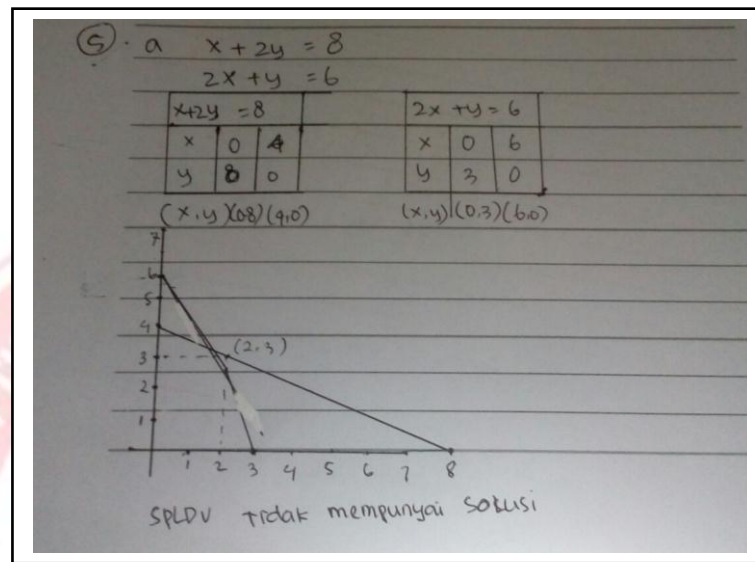 5. a x + 2y = 8
2x + y = 6
x+2y = 8
x 0 4
y 8 0
(x,y)(0,8)(4,0)
2x + y = 6
x 0 6
y 3 0
(x,y)(0,3)(6,0)
7
6
5
4
3
2
1
(2,3)
1 2 3 4 5 6 7 8
SPLDV tidak mempunyai solusi